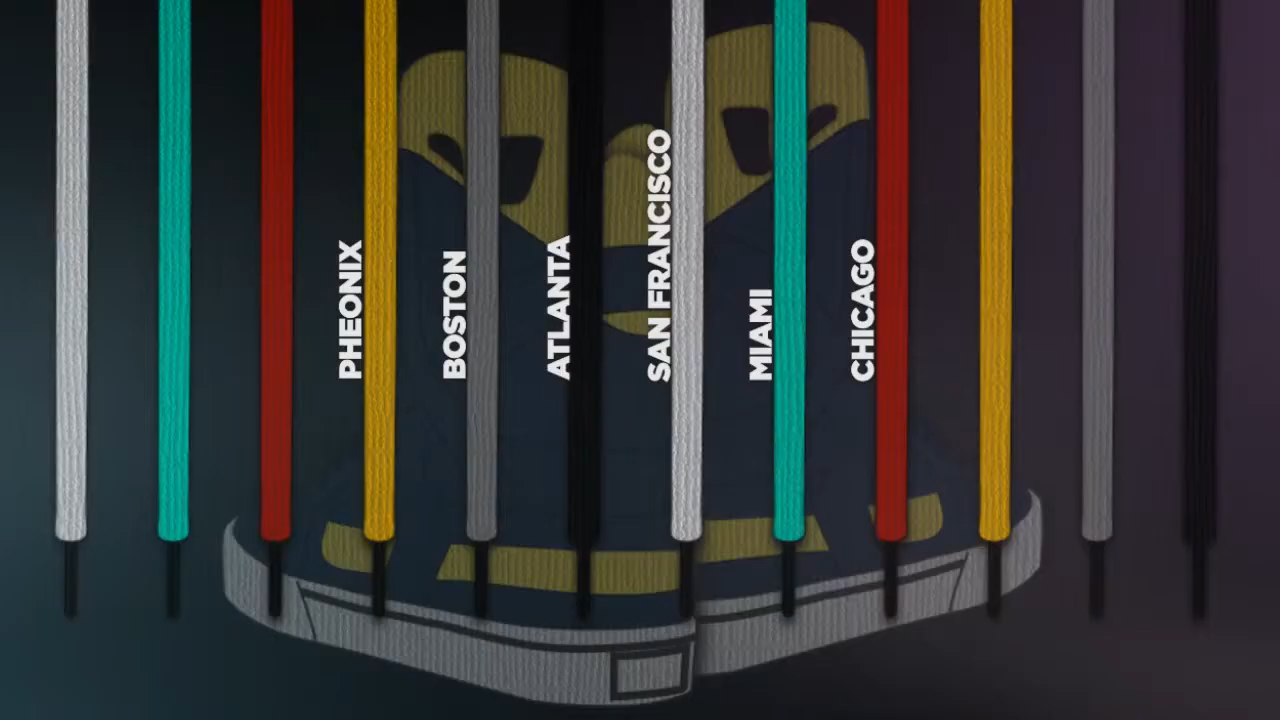 PHEONIX
BOSTON
ATLANTA
SAN FRANCISCO
MIAMI
CHICAGO